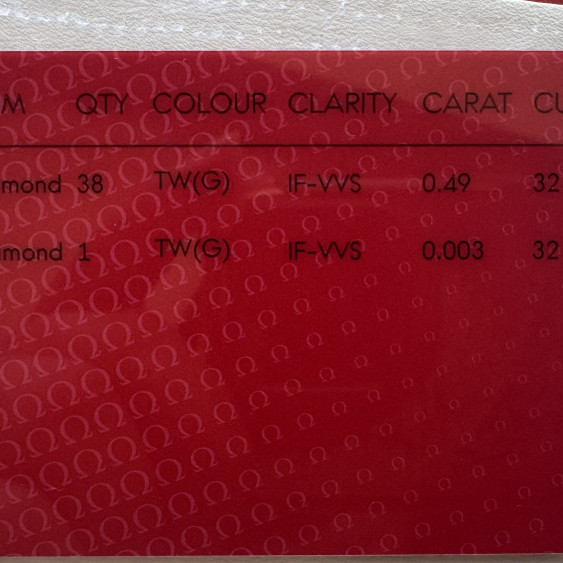 M QTY COLOUR CLARITY CARAT CU
mond 38 TW(G) IF-VVS 0.49 32
mond 1 TW(G) IF-VVS 0.003 32